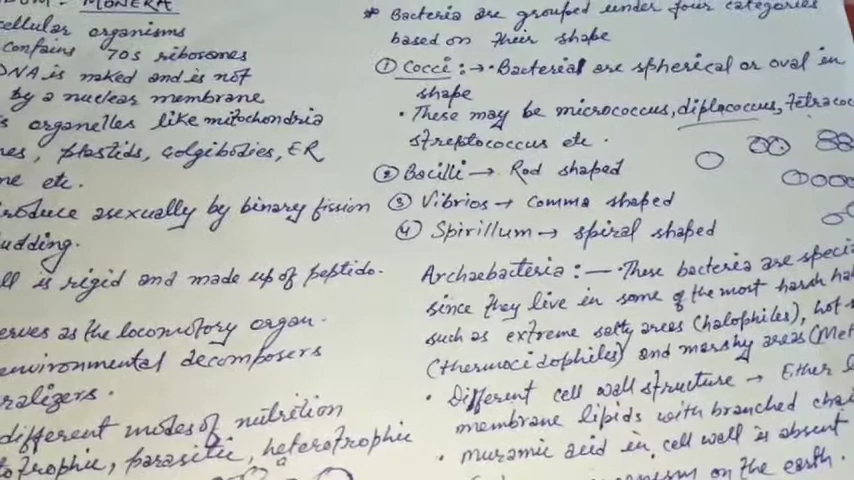 MONERA
cellular organisms
contains 70s ribosomes
DNA is naked and is not
by a nuclear membrane
organelles like mitochondria
plastids, Golgibodies, ER
etc.
asexually by binary fission
budding.
is rigid and made up of peptido-
serves as the locomotory organ.
environmental decomposers
different modes of nutrition
parasitic, heterotrophic
* Bacteria are grouped under four categories
based on their shape
① Cocci :→ • Bacterial are spherical or oval in
shape
• These may be micrococcus, diplococcus, tetracoc
streptococcus etc.
② Bacilli → Rod shaped
③ Vibrios → Comma shaped
④ Spirillum → spiral shaped
Archaebacteria :— • These bacteria are speci
since they live in some of the most harsh ha
such as extreme salty areas (halophiles), hot
(thermocidophiles) and marshy areas (Met
• Different cell wall structure → Ether
membrane lipids with branched chai
• muramic acid in cell wall is absent
on the earth.